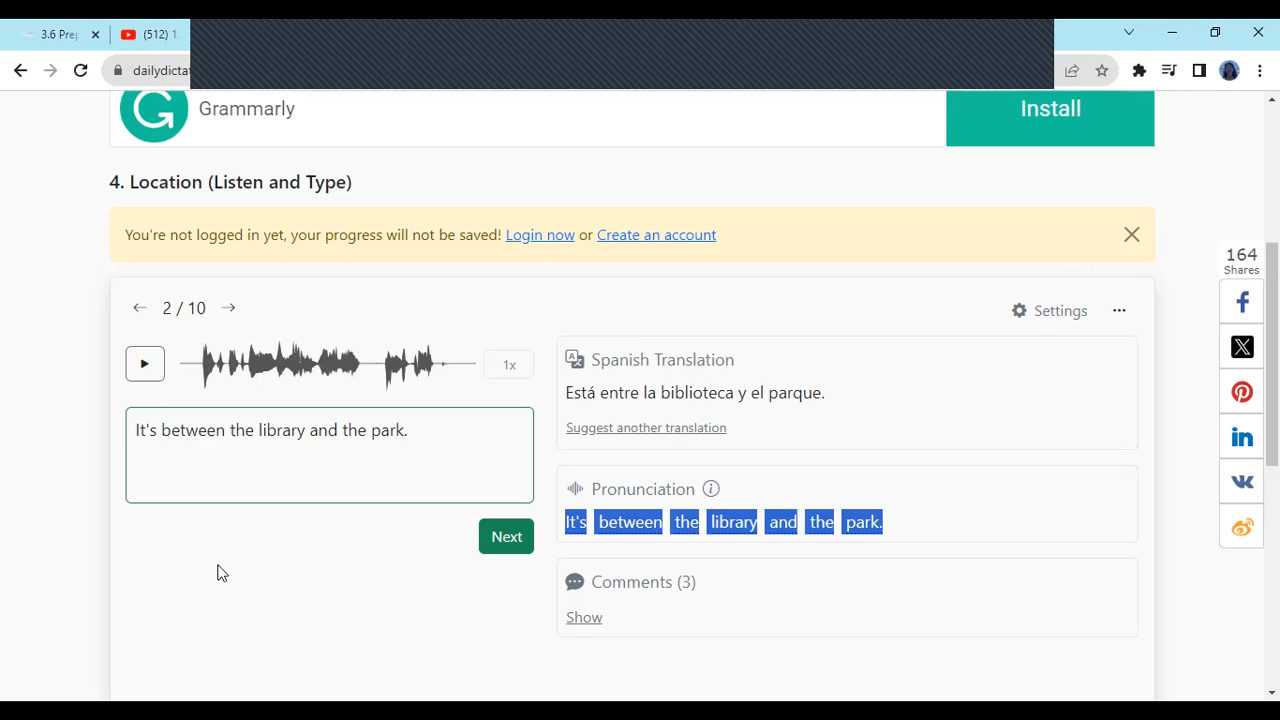 3.6 Prep
(512) 1.
dailydicta
Grammarly
Install
4. Location (Listen and Type)
You're not logged in yet, your progress will not be saved! Login now or Create an account
164
Shares
2 / 10
Settings
1x
It's between the library and the park.
Next
Spanish Translation
Está entre la biblioteca y el parque.
Suggest another translation
Pronunciation
It's between the library and the park.
Comments (3)
Show